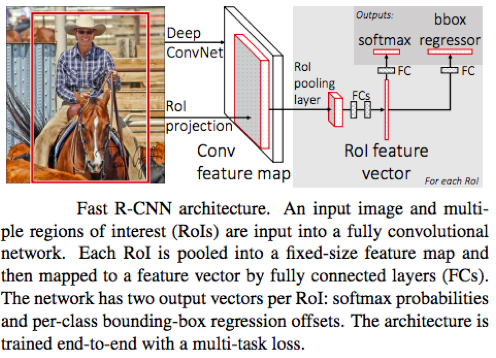 Outputs:
bbox
softmax regressor
Deep
ConvNet
RoI
pooling
layer
FC
FC
FCs
RoI
projection
Conv
feature map
RoI feature
vector
For each RoI
Fast R-CNN architecture. An input image and multi-
ple regions of interest (RoIs) are input into a fully convolutional
network. Each RoI is pooled into a fixed-size feature map and
then mapped to a feature vector by fully connected layers (FCs).
The network has two output vectors per RoI: softmax probabilities
and per-class bounding-box regression offsets. The architecture is
trained end-to-end with a multi-task loss.